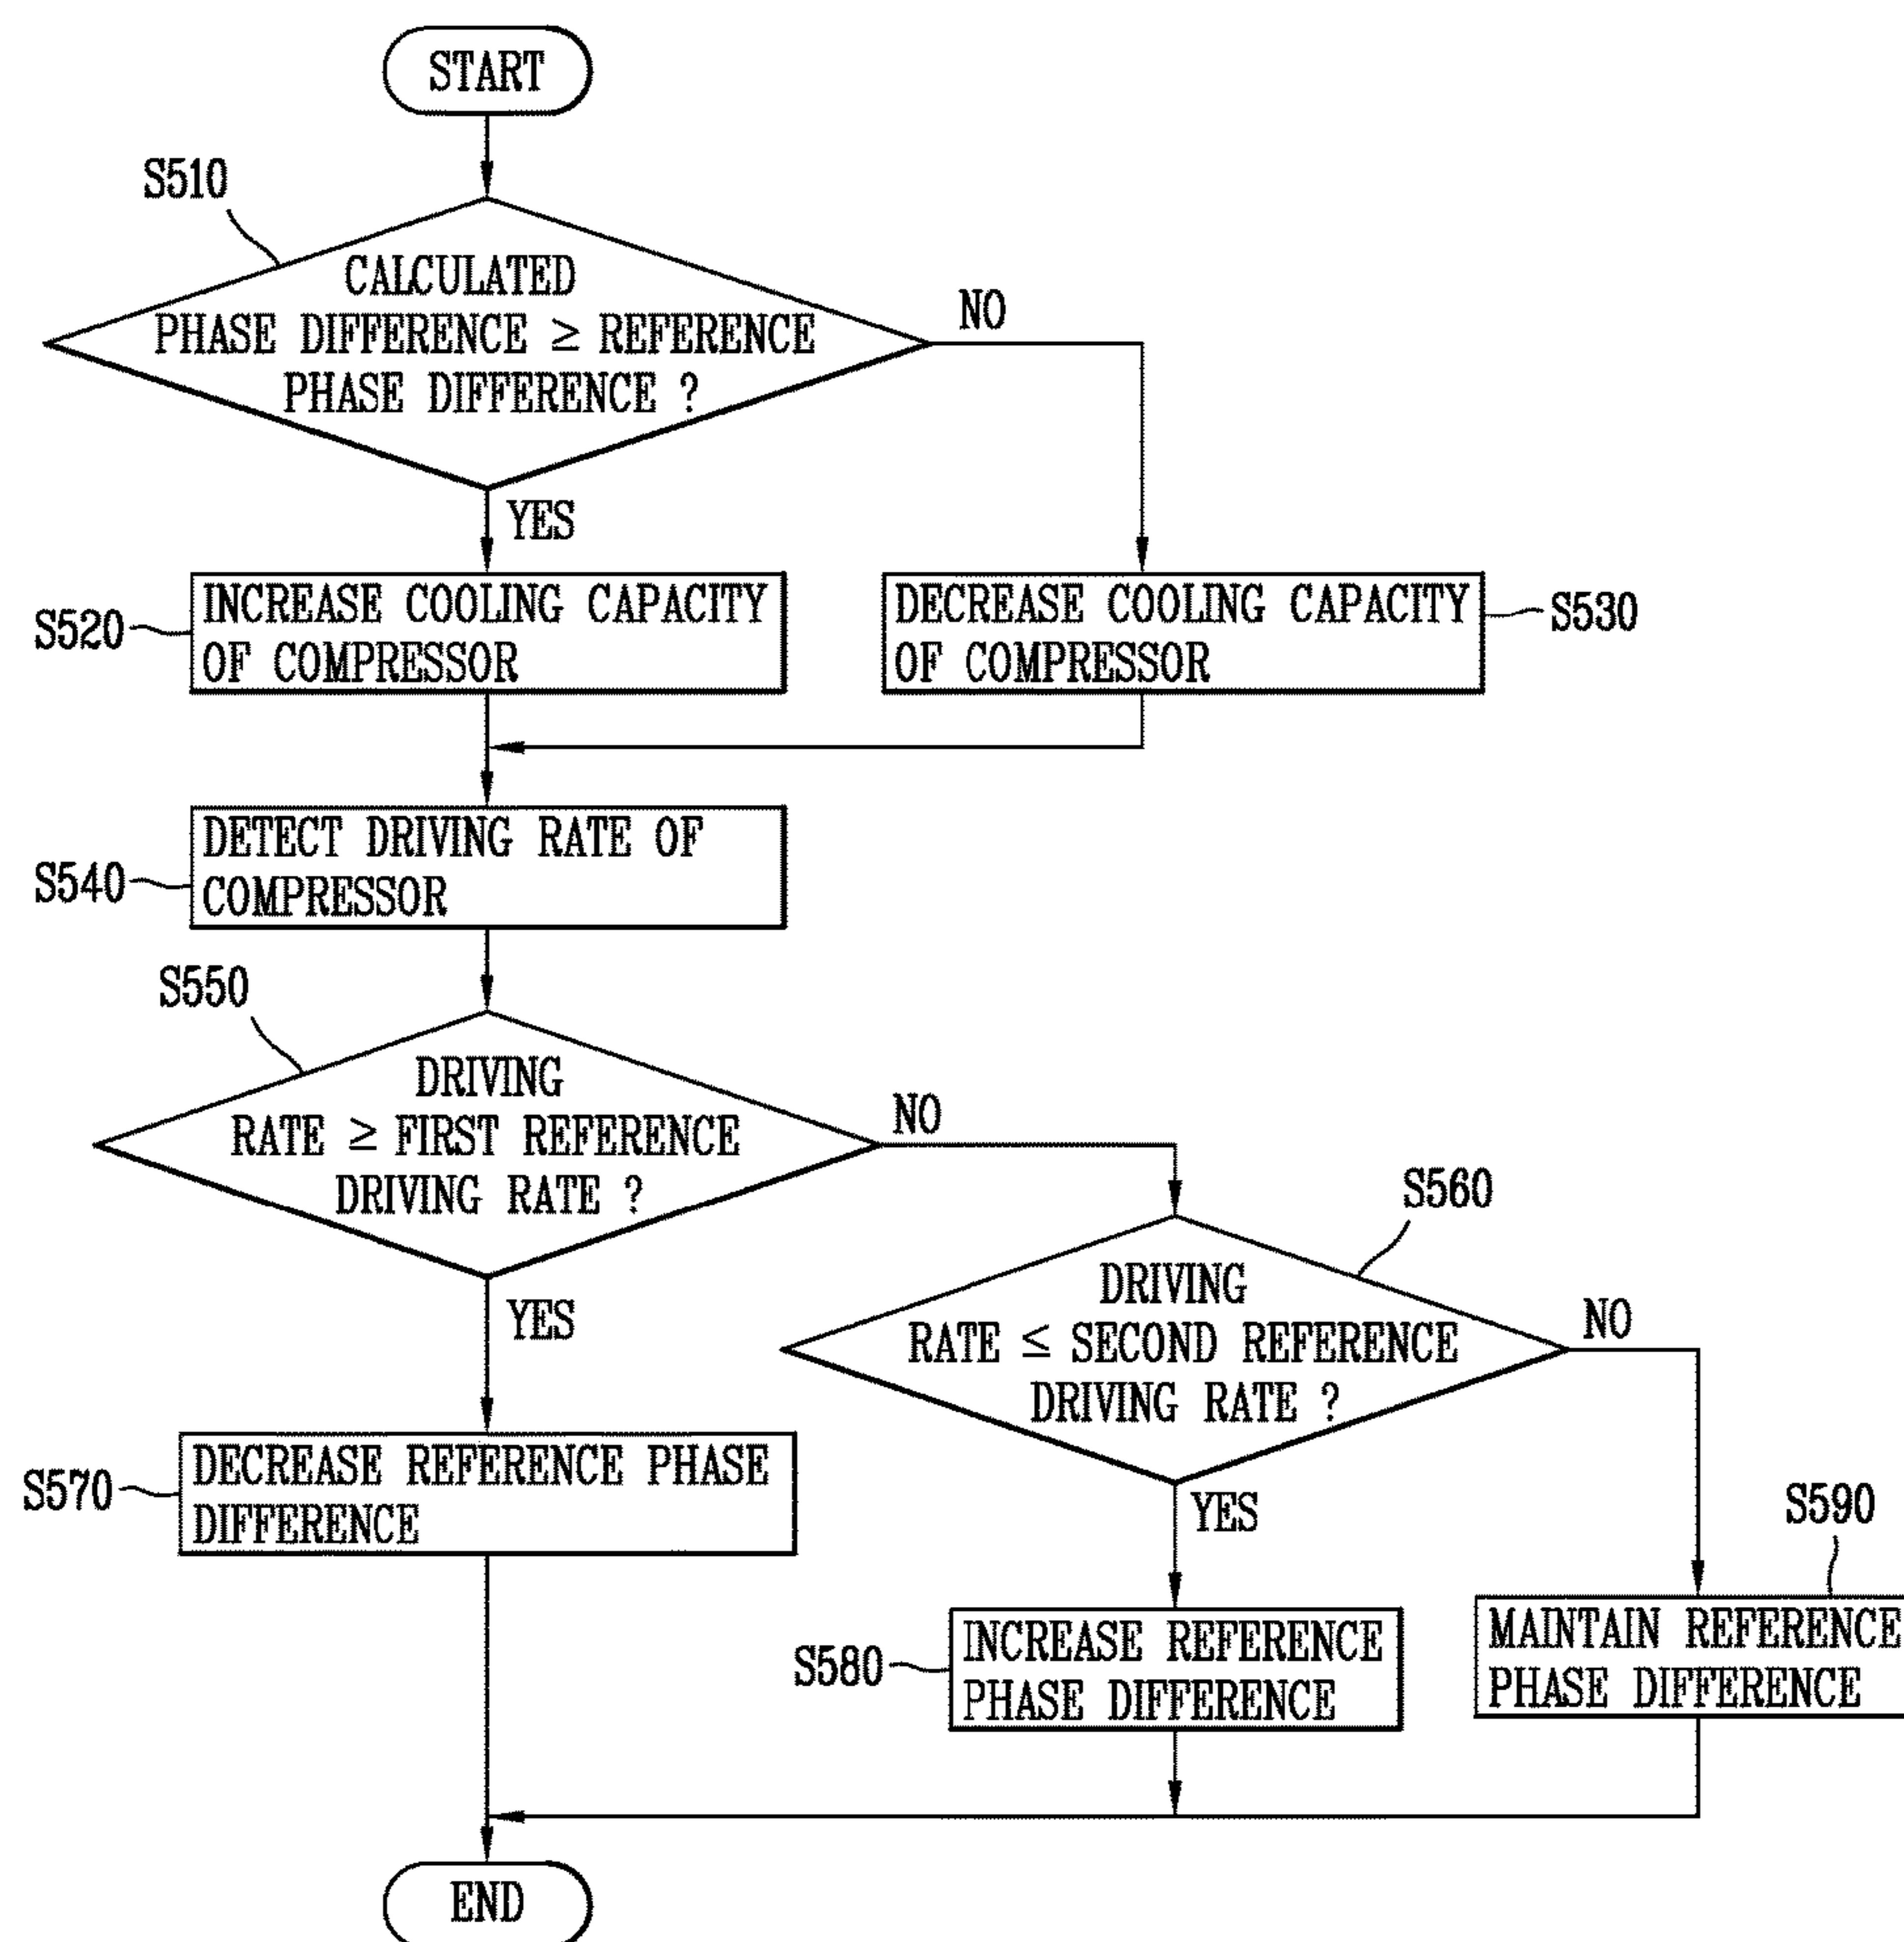 START
S510
CALCULATED
PHASE DIFFERENCE ≥ REFERENCE
PHASE DIFFERENCE ?
NO
YES
S520
INCREASE COOLING CAPACITY
OF COMPRESSOR
DECREASE COOLING CAPACITY
OF COMPRESSOR
S530
S540
DETECT DRIVING RATE OF
COMPRESSOR
S550
DRIVING
RATE ≥ FIRST REFERENCE
DRIVING RATE ?
NO
YES
S560
DRIVING
RATE ≤ SECOND REFERENCE
DRIVING RATE ?
NO
YES
S570
DECREASE REFERENCE PHASE
DIFFERENCE
S580
INCREASE REFERENCE
PHASE DIFFERENCE
S590
MAINTAIN REFERENCE
PHASE DIFFERENCE
END